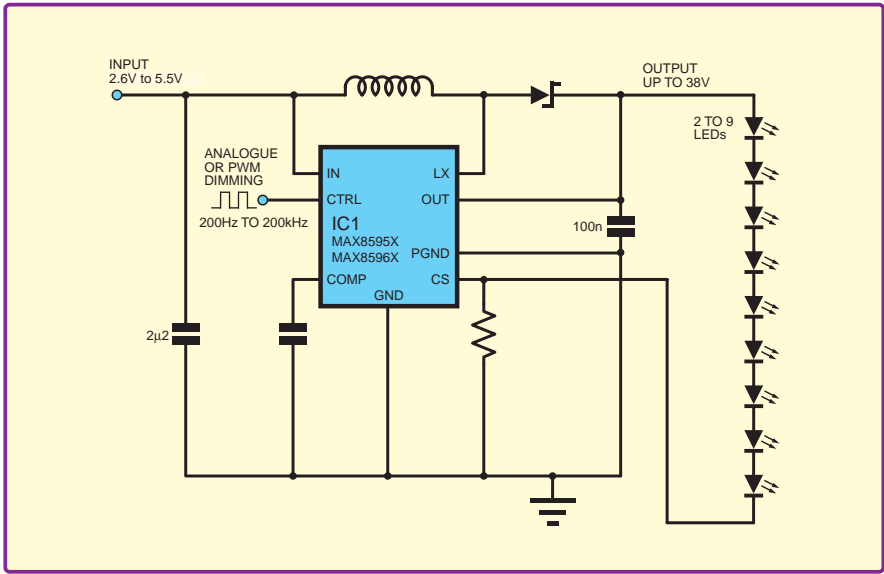 INPUT
2.6V to 5.5V
OUTPUT
UP TO 38V
2 TO 9
LEDs
ANALOGUE
OR PWM
DIMMING
200Hz TO 200kHz
IN
LX
CTRL
OUT
IC1
MAX8595X
MAX8596X
PGND
COMP
CS
GND
100n
2µ2